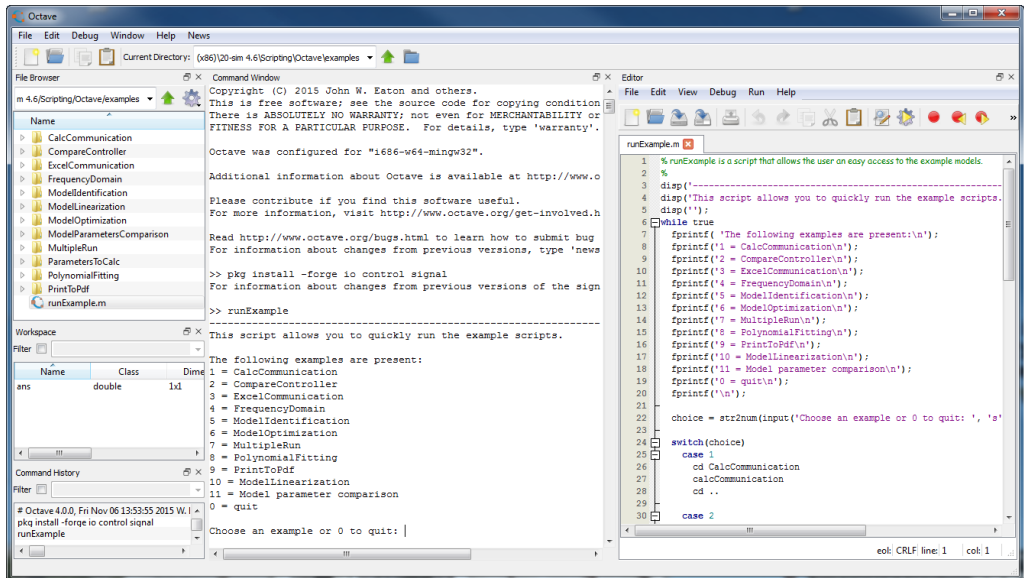 Octave
File Edit Debug Window Help News
Current Directory: (x86)\20-sim 4.6\Scripting\Octave\examples
File Browser
m 4.6/Scripting/Octave/examples
Name
CalcCommunication
CompareController
ExcelCommunication
FrequencyDomain
ModelIdentification
ModelLinearization
ModelOptimization
ModelParametersComparison
MultipleRun
ParametersToCalc
PolynomialFitting
PrintToPdf
runExample.m
Workspace
Filter
Name Class Dime
ans double 1x1
Command History
Filter
# Octave 4.0.0, Fri Nov 06 13:53:55 2015 W.
pkg install -forge io control signal
runExample
Command Window
Copyright (C) 2015 John W. Eaton and others.
This is free software; see the source code for copying condition
There is ABSOLUTELY NO WARRANTY; not even for MERCHANTABILITY or
FITNESS FOR A PARTICULAR PURPOSE.  For details, type 'warranty'.
Octave was configured for "i686-w64-mingw32".
Additional information about Octave is available at http://www.o
Please contribute if you find this software useful.
For more information, visit http://www.octave.org/get-involved.h
Read http://www.octave.org/bugs.html to learn how to submit bug
For information about changes from previous versions, type 'news
>> pkg install -forge io control signal
For information about changes from previous versions of the sign
>> runExample
----------------------------------------------------------------
This script allows you to quickly run the example scripts.
The following examples are present:
1 = CalcCommunication
2 = CompareController
3 = ExcelCommunication
4 = FrequencyDomain
5 = ModelIdentification
6 = ModelOptimization
7 = MultipleRun
8 = PolynomialFitting
9 = PrintToPdf
10 = ModelLinearization
11 = Model parameter comparison
0 = quit
Choose an example or 0 to quit:
Editor
File Edit View Debug Run Help
runExample.m
1 % runExample is a script that allows the user an easy access to the example models.
2 %
3 disp('------------------------------------------------------
4 disp('This script allows you to quickly run the example scripts.
5 disp('');
6 while true
7 fprintf( 'The following examples are present:\n');
8 fprintf('1 = CalcCommunication\n');
9 fprintf('2 = CompareController\n');
10 fprintf('3 = ExcelCommunication\n');
11 fprintf('4 = FrequencyDomain\n');
12 fprintf('5 = ModelIdentification\n');
13 fprintf('6 = ModelOptimization\n');
14 fprintf('7 = MultipleRun\n');
15 fprintf('8 = PolynomialFitting\n');
16 fprintf('9 = PrintToPdf\n');
17 fprintf('10 = ModelLinearization\n');
18 fprintf('11 = Model parameter comparison\n');
19 fprintf('0 = quit\n');
20 fprintf('\n');
21
22 choice = str2num(input('Choose an example or 0 to quit: ', 's'
23
24 switch(choice)
25 case 1
26 cd CalcCommunication
27 calcCommunication
28 cd ..
29
30 case 2
eol: CRLF line: 1 col: 1